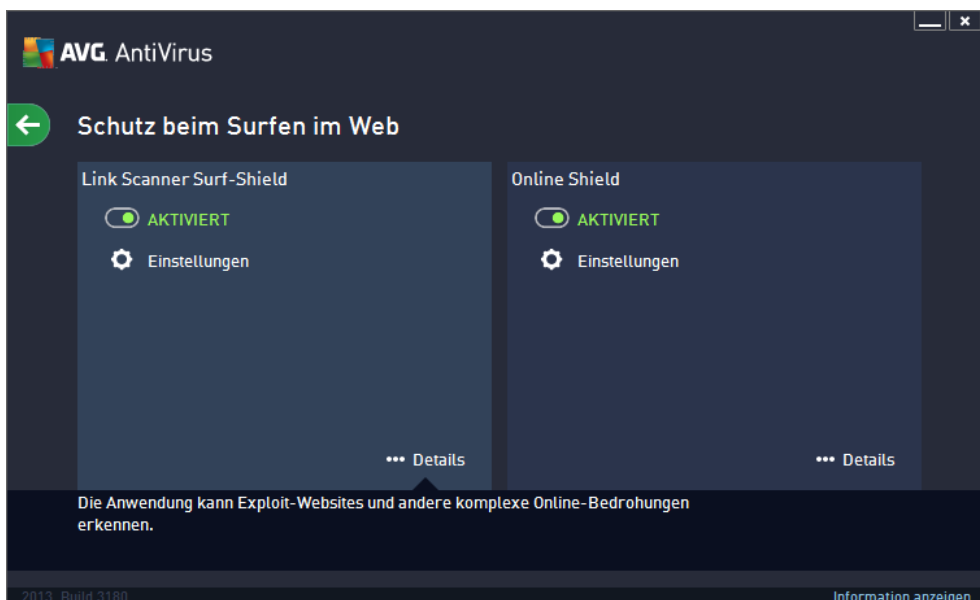 AVG. AntiVirus
Schutz beim Surfen im Web
Link Scanner Surf-Shield
AKTIVIERT
Einstellungen
••• Details
Online Shield
AKTIVIERT
Einstellungen
••• Details
Die Anwendung kann Exploit-Websites und andere komplexe Online-Bedrohungen
erkennen.
2013 Build 3180
Information anzeigen